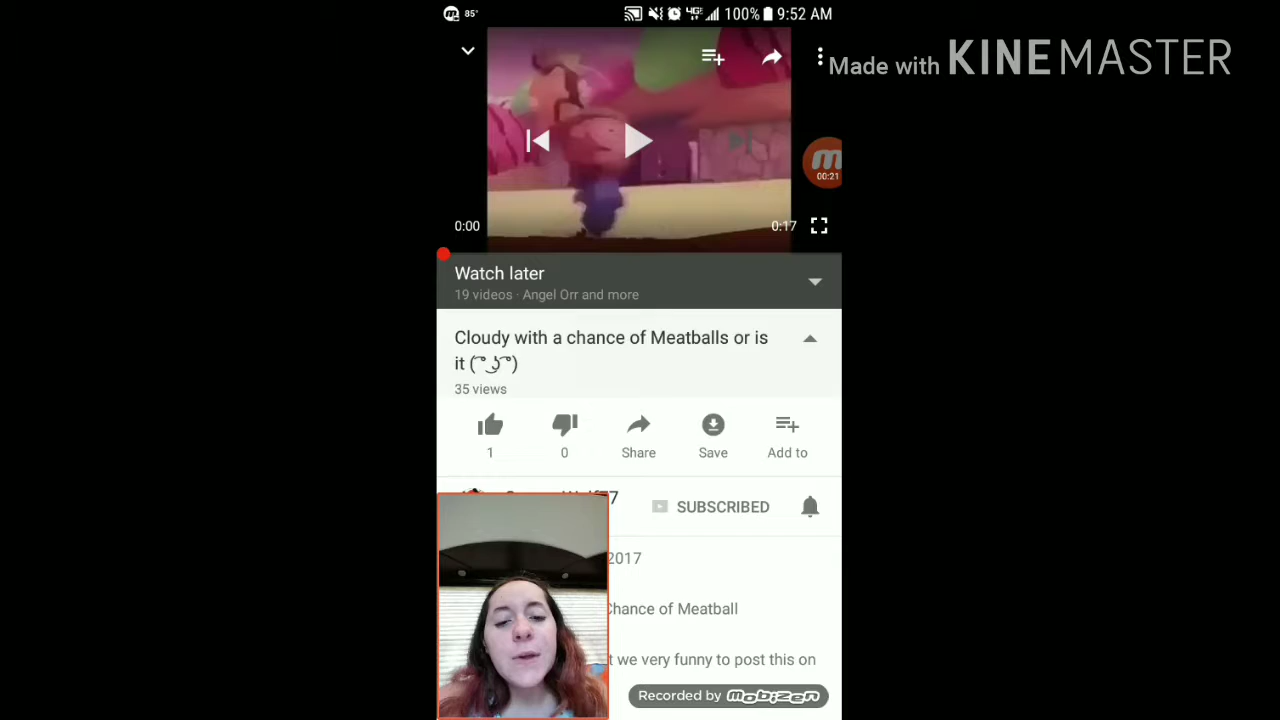 85°
100% 9:52 AM
Made with KINEMASTER
00:21
0:00
0:17
Watch later
19 videos · Angel Orr and more
Cloudy with a chance of Meatballs or is
it ( ͡° ͜ʖ ͡°)
35 views
1
0
Share
Save
Add to
SUBSCRIBED
2017
Chance of Meatball
t we very funny to post this on
Recorded by mobizen